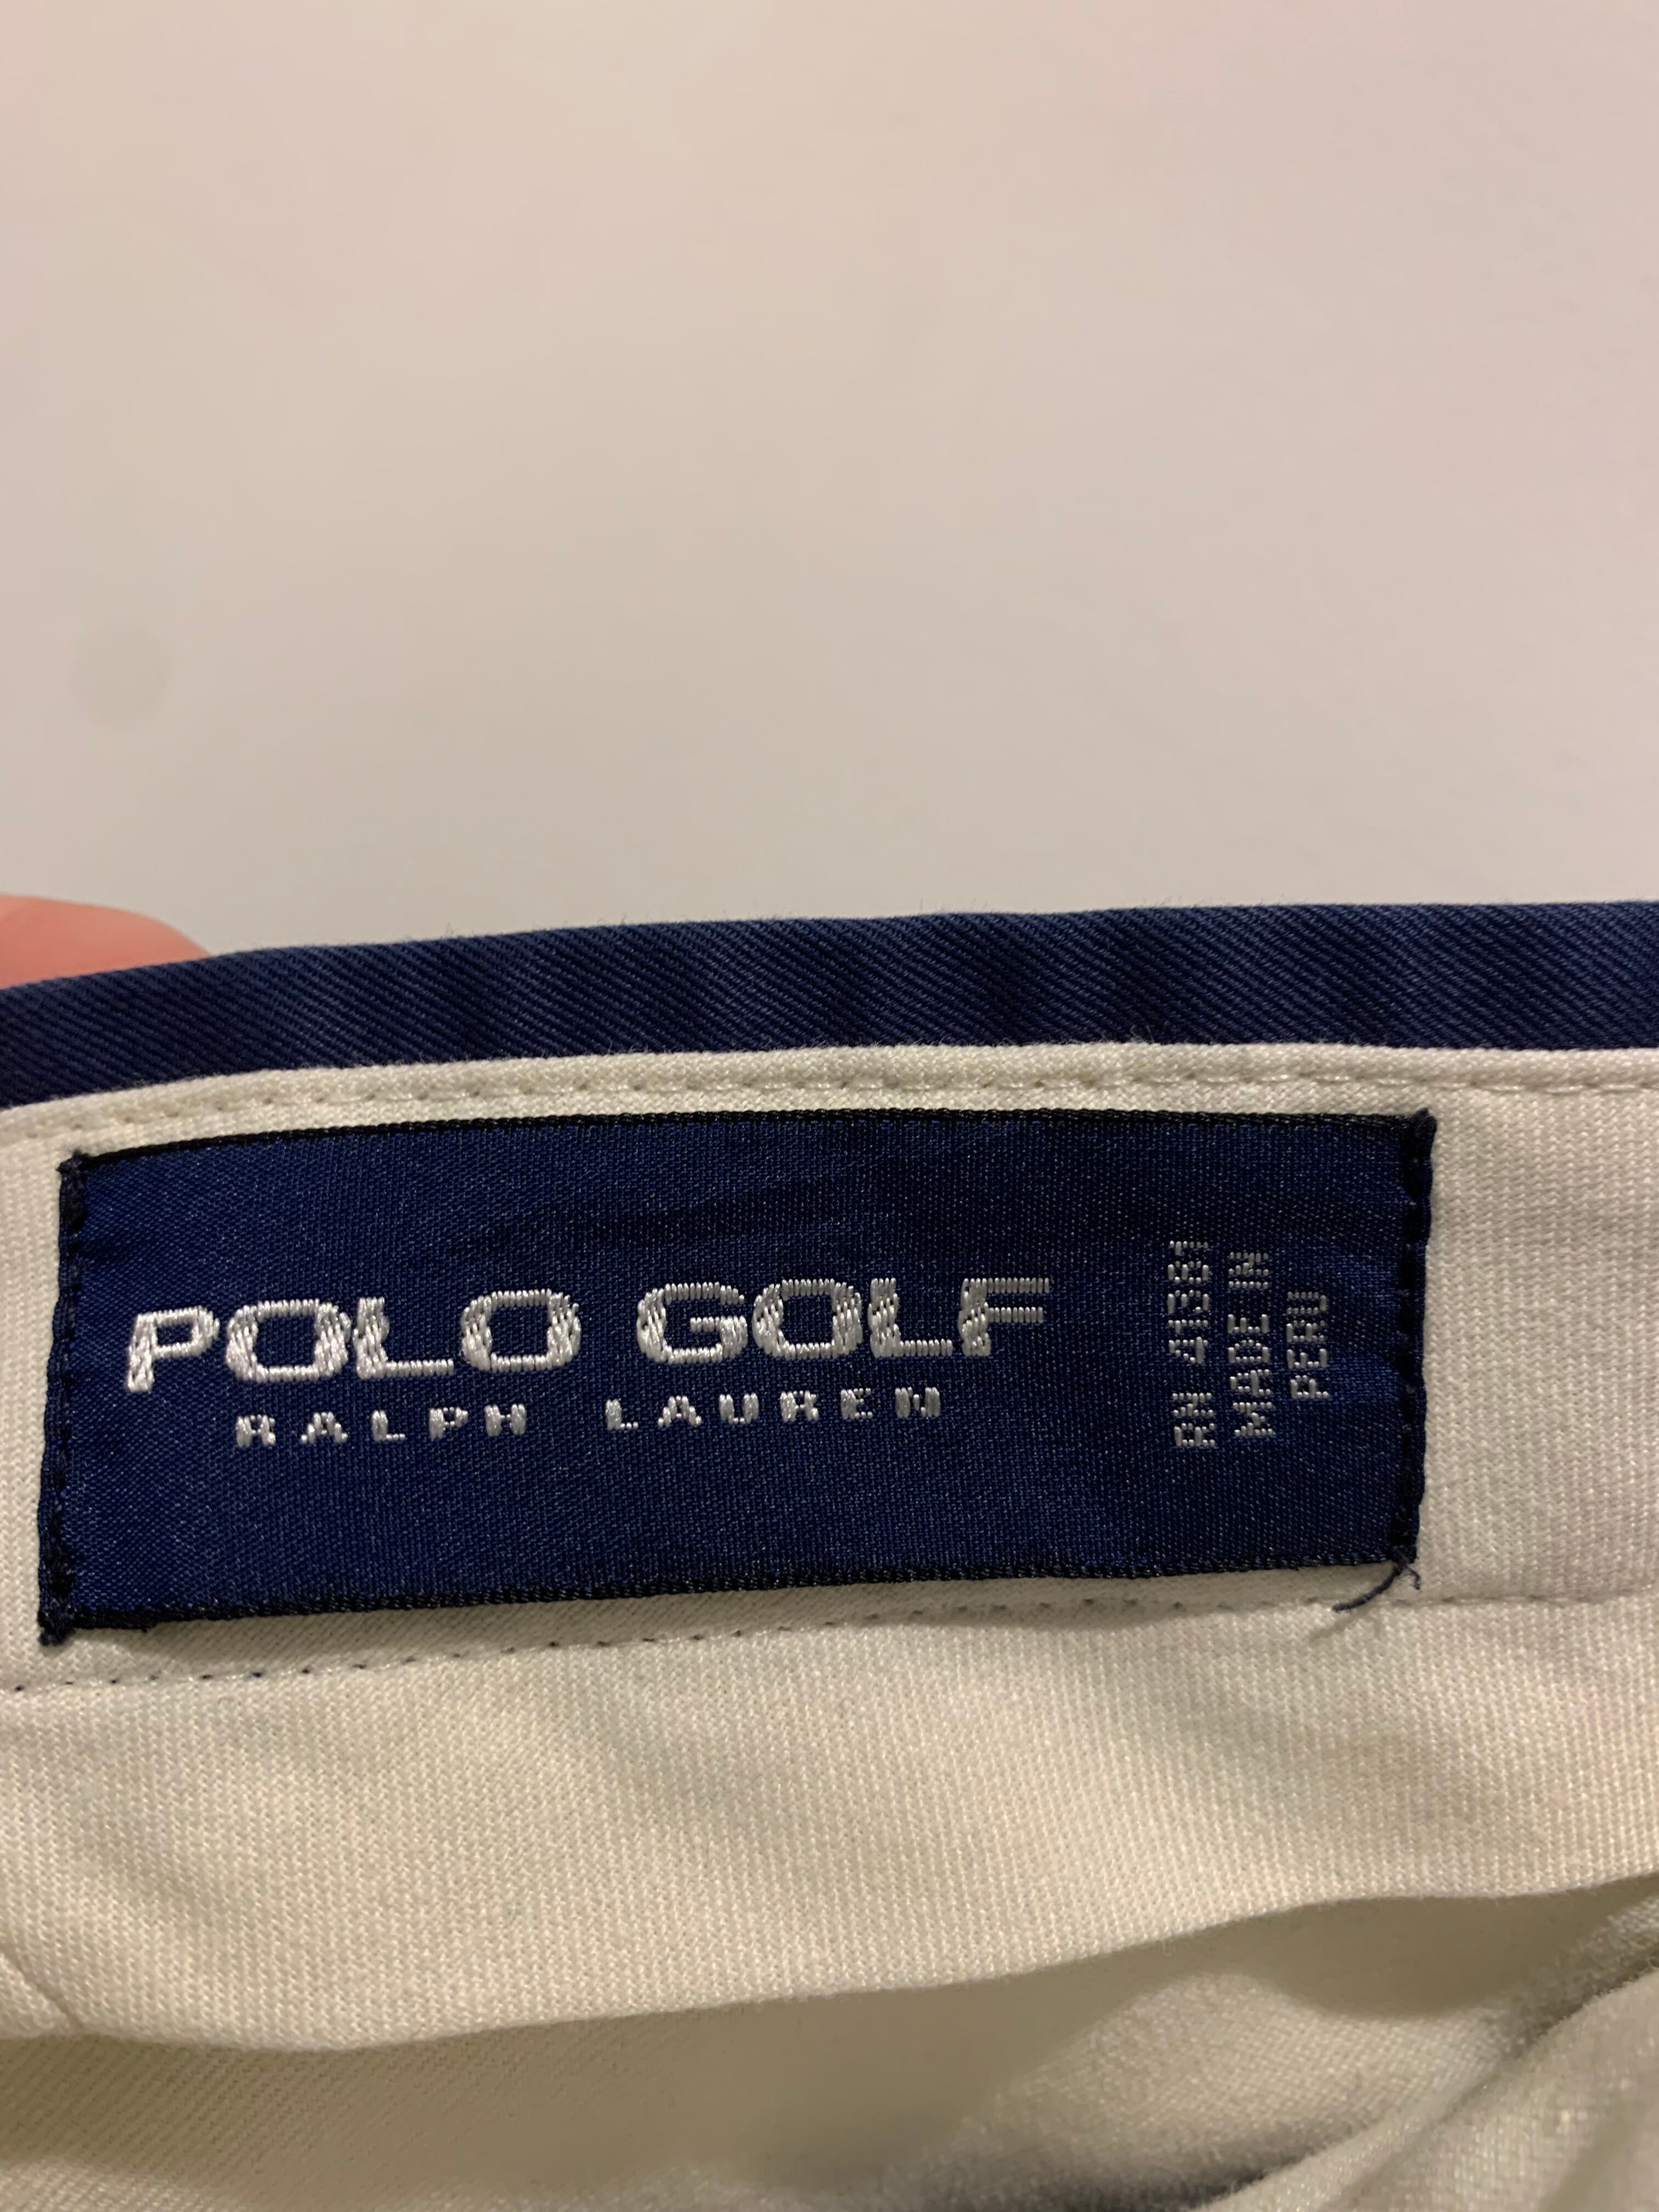 POLO GOLF
RALPH LAUREN
RN 41381
MADE IN
PERU